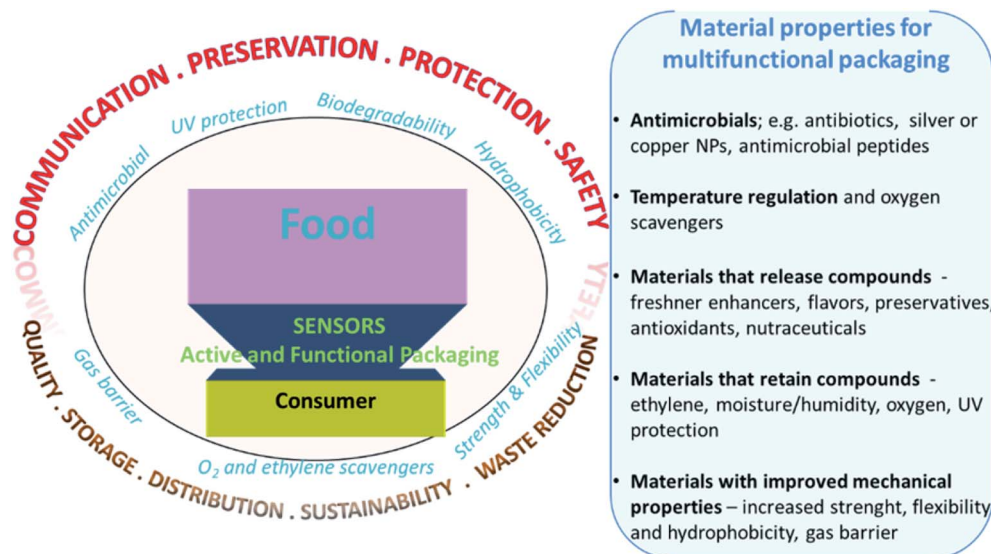 COMMUNICATION . PRESERVATION . PROTECTION . SAFETY
UV protection
Biodegradability
Antimicrobial
Hydrophobicity
Food
SENSORS
Active and Functional Packaging
Consumer
Gas barrier
Strength & Flexibility
O₂ and ethylene scavengers
QUALITY . STORAGE . DISTRIBUTION . SUSTAINABILITY . WASTE REDUCTION
Material properties for
multifunctional packaging
• Antimicrobials; e.g. antibiotics, silver or
copper NPs, antimicrobial peptides
• Temperature regulation and oxygen
scavengers
• Materials that release compounds -
freshner enhancers, flavors, preservatives,
antioxidants, nutraceuticals
• Materials that retain compounds -
ethylene, moisture/humidity, oxygen, UV
protection
• Materials with improved mechanical
properties – increased strenght, flexibility
and hydrophobicity, gas barrier